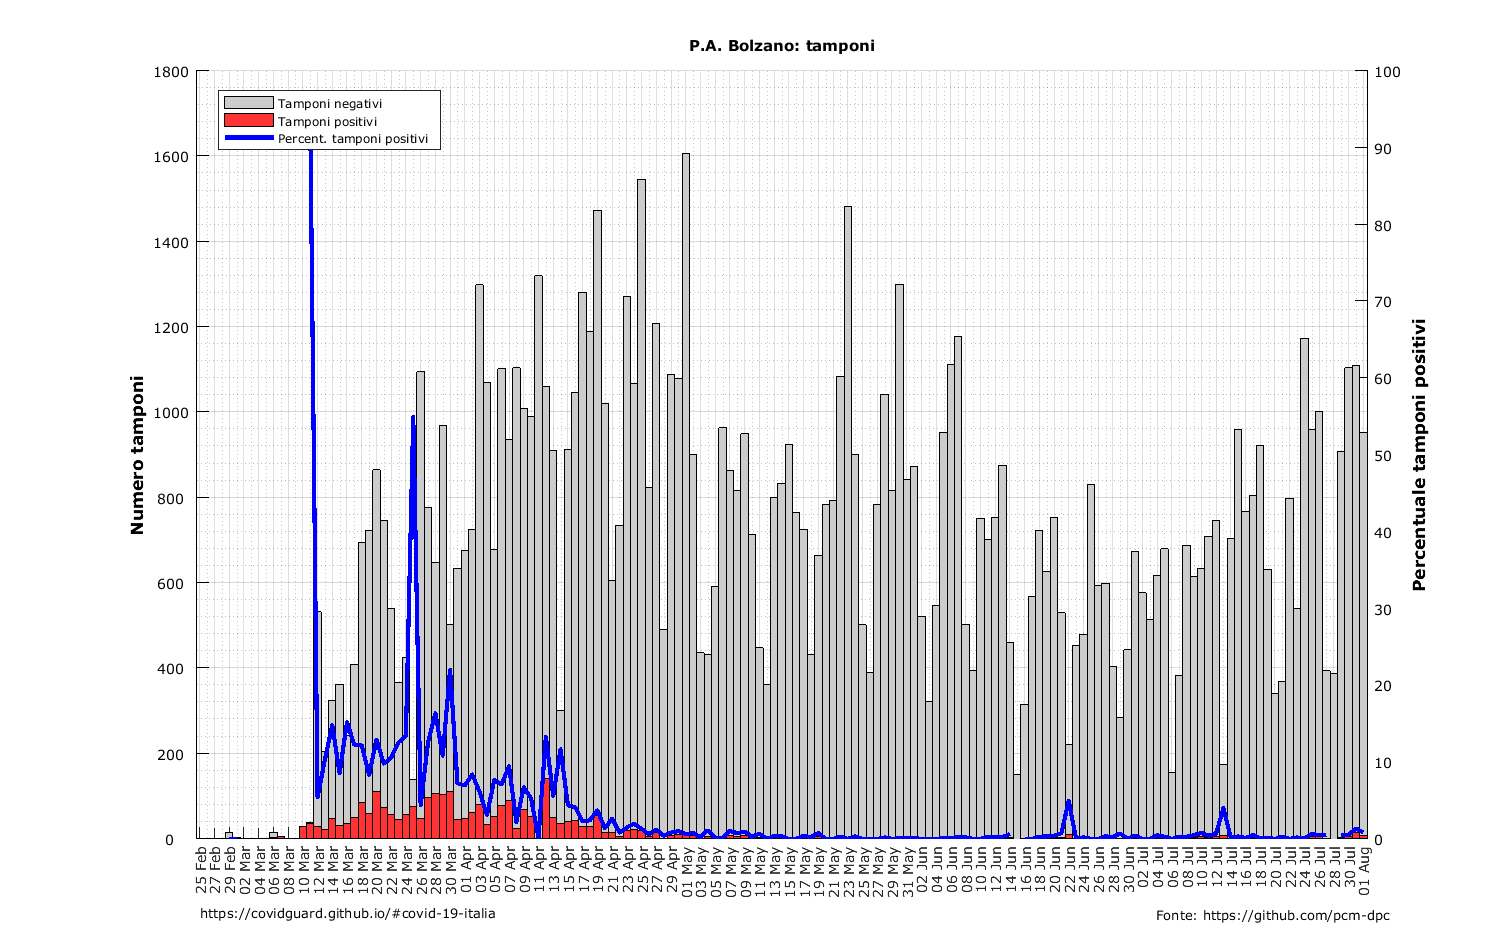 P.A. Bolzano: tamponi
1800
1600
1400
1200
1000
800
600
400
200
0
Numero tamponi
Tamponi negativi
Tamponi positivi
Percent. tamponi positivi
100
90
80
70
60
50
40
30
20
10
0
Percentuale tamponi positivi
25 Feb
27 Feb
29 Feb
02 Mar
04 Mar
06 Mar
08 Mar
10 Mar
12 Mar
14 Mar
16 Mar
18 Mar
20 Mar
22 Mar
24 Mar
26 Mar
28 Mar
30 Mar
01 Apr
03 Apr
05 Apr
07 Apr
09 Apr
11 Apr
13 Apr
15 Apr
17 Apr
19 Apr
21 Apr
23 Apr
25 Apr
27 Apr
29 Apr
01 May
03 May
05 May
07 May
09 May
11 May
13 May
15 May
17 May
19 May
21 May
23 May
25 May
27 May
29 May
31 May
02 Jun
04 Jun
06 Jun
08 Jun
10 Jun
12 Jun
14 Jun
16 Jun
18 Jun
20 Jun
22 Jun
24 Jun
26 Jun
28 Jun
30 Jun
02 Jul
04 Jul
06 Jul
08 Jul
10 Jul
12 Jul
14 Jul
16 Jul
18 Jul
20 Jul
22 Jul
24 Jul
26 Jul
28 Jul
30 Jul
01 Aug
https://covidguard.github.io/#covid-19-italia
Fonte: https://github.com/pcm-dpc